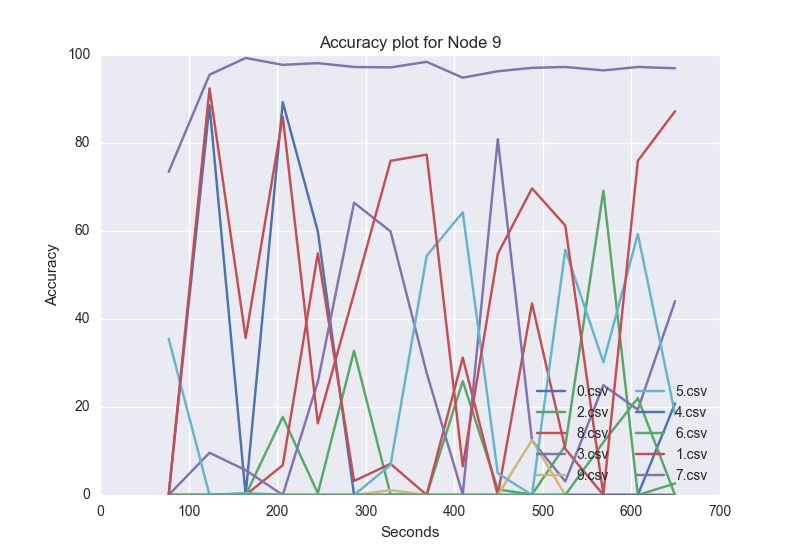 Accuracy plot for Node 9
100
80
60
40
20
0
Accuracy
0.csv 5.csv
2.csv 4.csv
8.csv 6.csv
3.csv 1.csv
9.csv 7.csv
0 100 200 300 400 500 600 700
Seconds